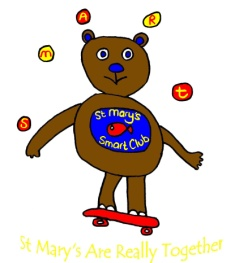 s m A R t
St Mary's
Smart Club
St Mary's Are Really Together